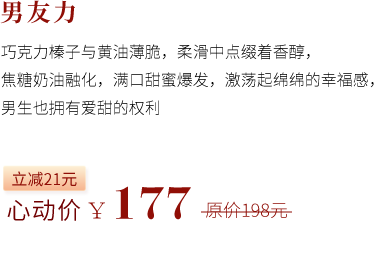 男友力
巧克力榛子与黄油薄脆，柔滑中点缀着香醇，
焦糖奶油融化，满口甜蜜爆发，激荡起绵绵的幸福感，
男生也拥有爱甜的权利
立减21元
心动价 ¥ 177 原价198元